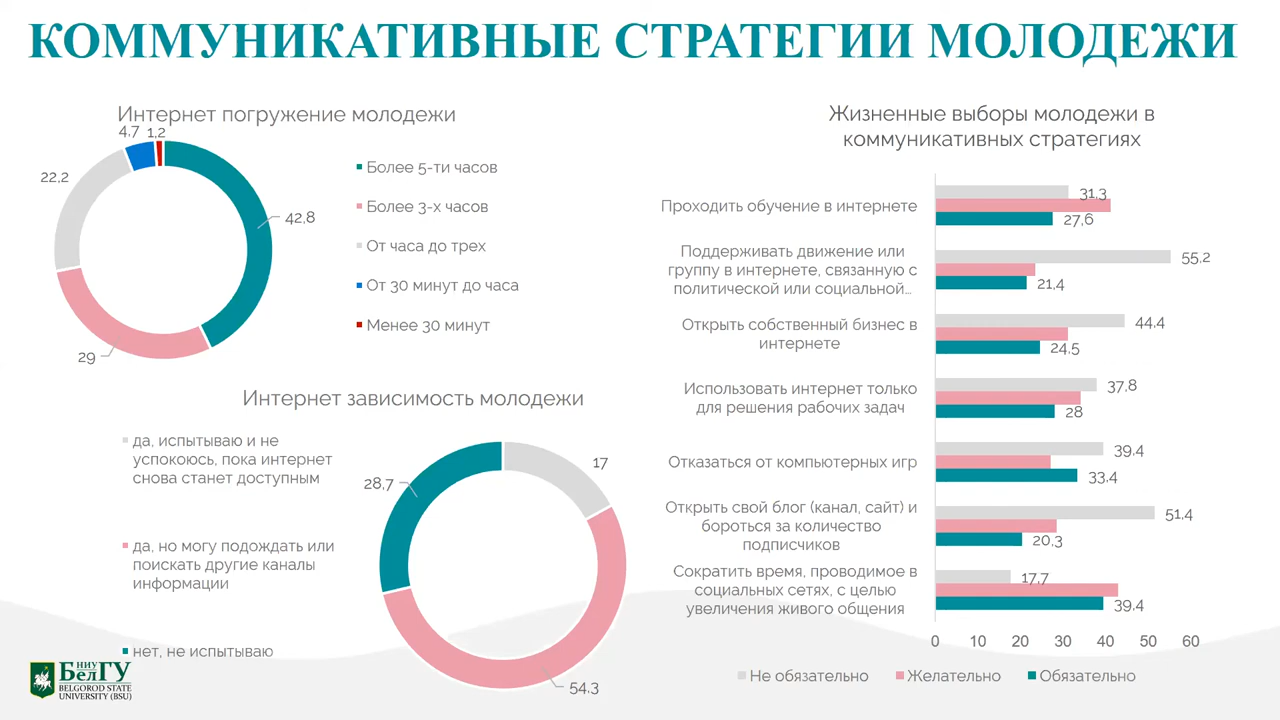 КОММУНИКАТИВНЫЕ СТРАТЕГИИ МОЛОДЕЖИ
Интернет погружение молодежи
4,7
1,2
22,2
42,8
29
Более 5-ти часов
Более 3-х часов
От часа до трех
От 30 минут до часа
Менее 30 минут
Интернет зависимость молодежи
да, испытываю и не
успокоюсь, пока интернет
снова станет доступным
да, но могу подождать или
поискать другие каналы
информации
нет, не испытываю
17
28,7
54,3
Жизненные выборы молодежи в
коммуникативных стратегиях
Проходить обучение в интернете
31,3
27,6
Поддерживать движение или
группу в интернете, связанную с
политической или социальной…
55,2
21,4
Открыть собственный бизнес в
интернете
44,4
24,5
Использовать интернет только
для решения рабочих задач
37,8
28
Отказаться от компьютерных игр
39,4
33,4
Открыть свой блог (канал, сайт) и
бороться за количество
подписчиков
51,4
20,3
Сократить время, проводимое в
социальных сетях, с целью
увеличения живого общения
17,7
39,4
0 10 20 30 40 50 60
Не обязательно Желательно Обязательно
НИУ
БелГУ
BELGOROD STATE
UNIVERSITY (BSU)